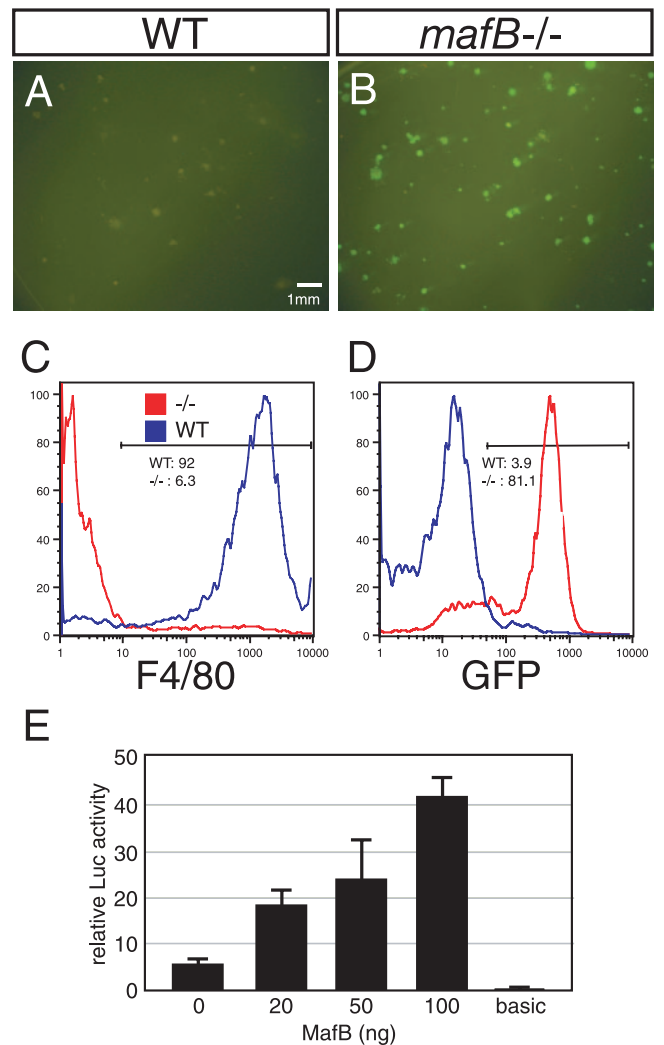 WT
mafB-/-
A
B
1mm
C
D
100
80
60
40
20
0
-/-
WT
WT: 92
-/- : 6.3
1
10
100
1000
10000
F4/80
100
80
60
40
20
0
WT: 3.9
-/- : 81.1
1
10
100
1000
10000
GFP
E
relative Luc activity
50
40
30
20
10
0
0
20
50
100
basic
MafB (ng)